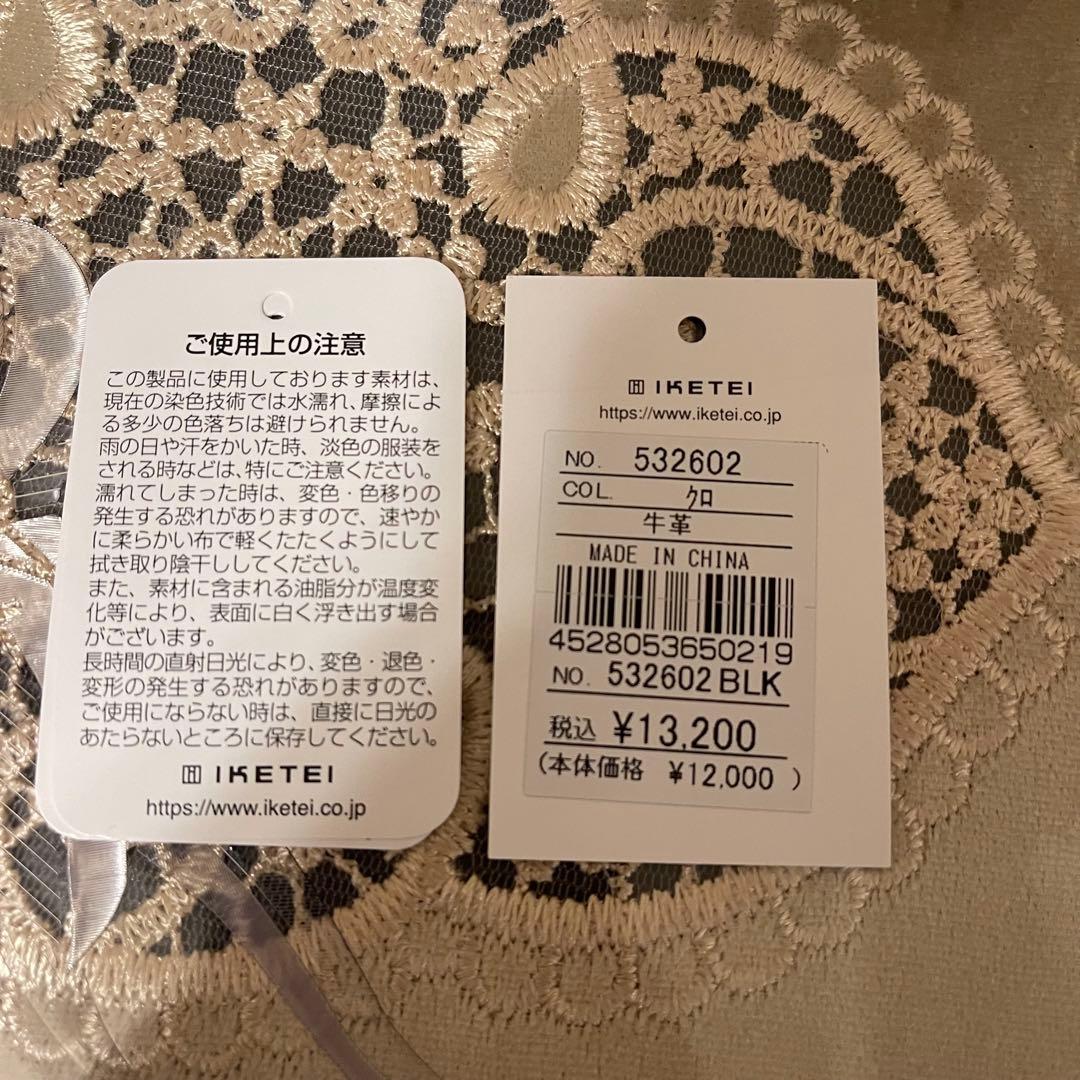 ご使用上の注意
この製品に使用しております素材は、
現在の染色技術では水濡れ、摩擦によ
る多少の色落ちは避けられません。
雨の日や汗をかいた時、淡色の服装を
される時などは、特にご注意ください。
濡れてしまった時は、変色・色移りの
発生する恐れがありますので、速やか
に柔らかい布で軽くたたくようにして
拭き取り陰干ししてください。
また、素材に含まれる油脂分が温度変
化等により、表面に白く浮き出す場合
がございます。
長時間の直射日光により、変色・退色・
変形の発生する恐れがありますので、
ご使用にならない時は、直接に日光の
あたらないところに保存してください。
IKETEI
https://www.iketei.co.jp
IKETEI
https://www.iketei.co.jp
NO. 532602
COL. ｸﾛ
牛革
MADE IN CHINA
4528053650219
NO. 532602BLK
税込 ¥13,200
(本体価格 ¥12,000 )